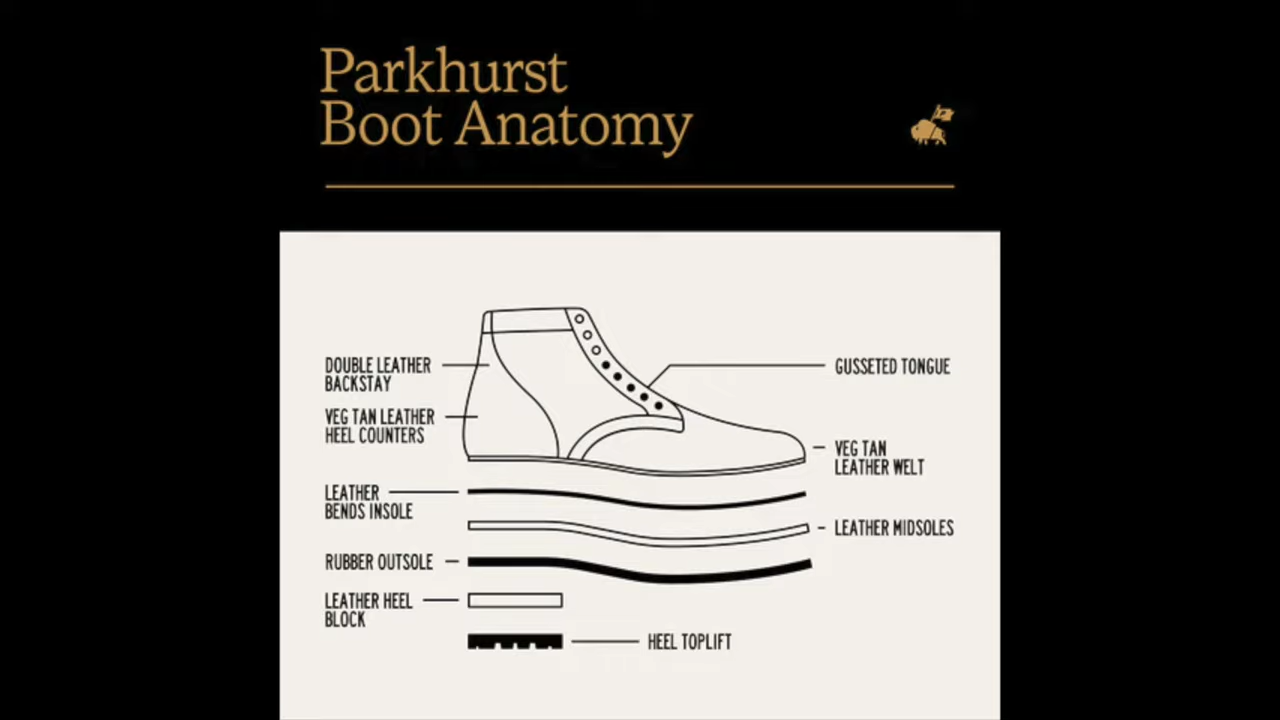 Parkhurst
Boot Anatomy
DOUBLE LEATHER
BACKSTAY
VEG TAN LEATHER
HEEL COUNTERS
LEATHER
BENDS INSOLE
RUBBER OUTSOLE
LEATHER HEEL
BLOCK
HEEL TOPLIFT
GUSSETED TONGUE
VEG TAN
LEATHER WELT
LEATHER MIDSOLES